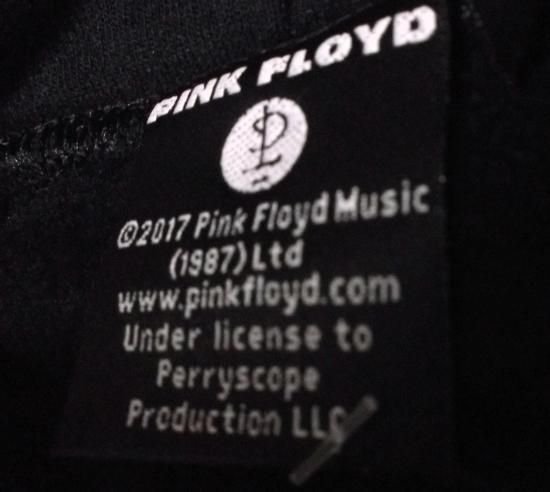 PINK FLOYD
©2017 Pink Floyd Music
(1987) Ltd
www.pinkfloyd.com
Under license to
Perryscope
Production LLC